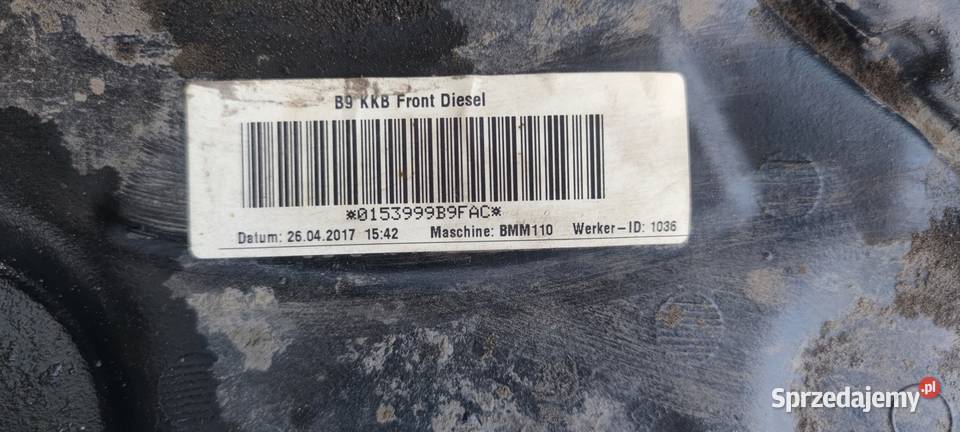 B9 KKB Front Diesel
*0153999B9FAC*
Datum: 26.04.2017 15:42 Maschine: BMM110 Werker-ID: 1036
Sprzedajemy.pl